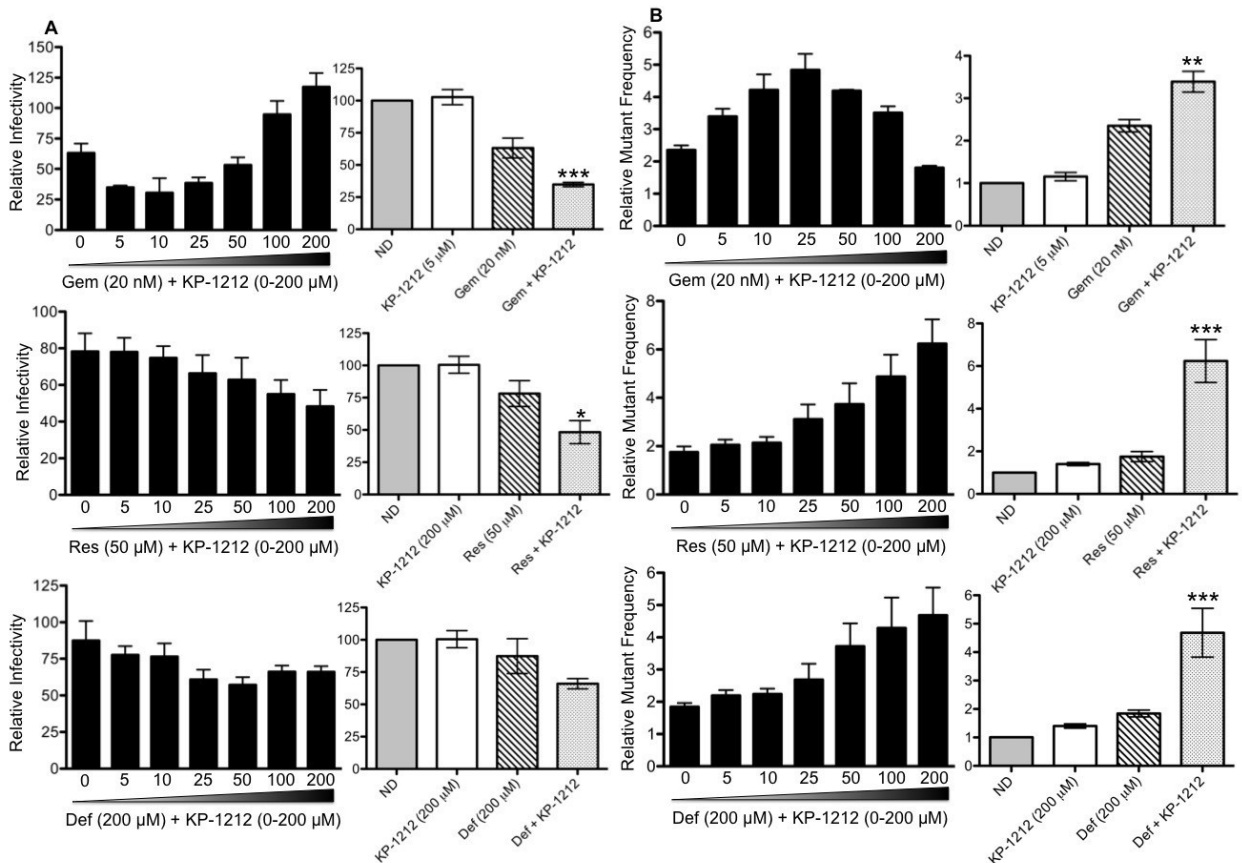 A
Relative Infectivity
150
125
100
75
50
25
0
0 5 10 25 50 100 200
Gem (20 nM) + KP-1212 (0-200 µM)
125
100
75
50
25
0
ND
KP-1212 (5 µM)
Gem (20 nM)
Gem + KP-1212
***
B
Relative Mutant Frequency
6
5
4
3
2
1
0
0 5 10 25 50 100 200
Gem (20 nM) + KP-1212 (0-200 µM)
4
3
2
1
0
ND
KP-1212 (5 µM)
Gem (20 nM)
Gem + KP-1212
**
Relative Infectivity
100
80
60
40
20
0
0 5 10 25 50 100 200
Res (50 µM) + KP-1212 (0-200 µM)
125
100
75
50
25
0
ND
KP-1212 (200 µM)
Res (50 µM)
Res + KP-1212
*
Relative Mutant Frequency
8
6
4
2
0
0 5 10 25 50 100 200
Res (50 µM) + KP-1212 (0-200 µM)
8
6
4
2
0
ND
KP-1212 (200 µM)
Res (50 µM)
Res + KP-1212
***
Relative Infectivity
125
100
75
50
25
0
0 5 10 25 50 100 200
Def (200 µM) + KP-1212 (0-200 µM)
125
100
75
50
25
0
ND
KP-1212 (200 µM)
Def (200 µM)
Def + KP-1212
Relative Mutant Frequency
6
5
4
3
2
1
0
0 5 10 25 50 100 200
Def (200 µM) + KP-1212 (0-200 µM)
6
5
4
3
2
1
0
ND
KP-1212 (200 µM)
Def (200 µM)
Def + KP-1212
***